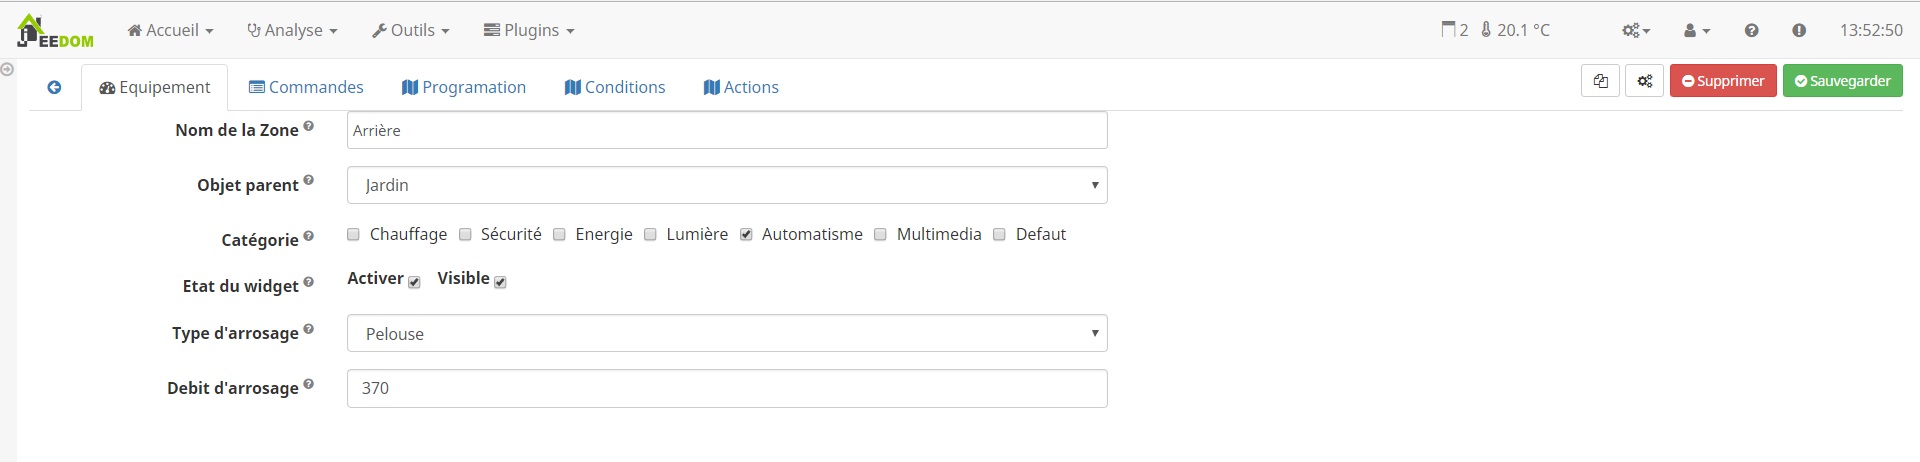 JEEDOM Accueil Analyse Outils Plugins 2 20.1 °C 13:52:50
Equipement Commandes Programation Conditions Actions Supprimer Sauvegarder
Nom de la Zone Arrière
Objet parent Jardin
Catégorie Chauffage Sécurité Energie Lumière Automatisme Multimedia Defaut
Etat du widget Activer Visible
Type d'arrosage Pelouse
Debit d'arrosage 370